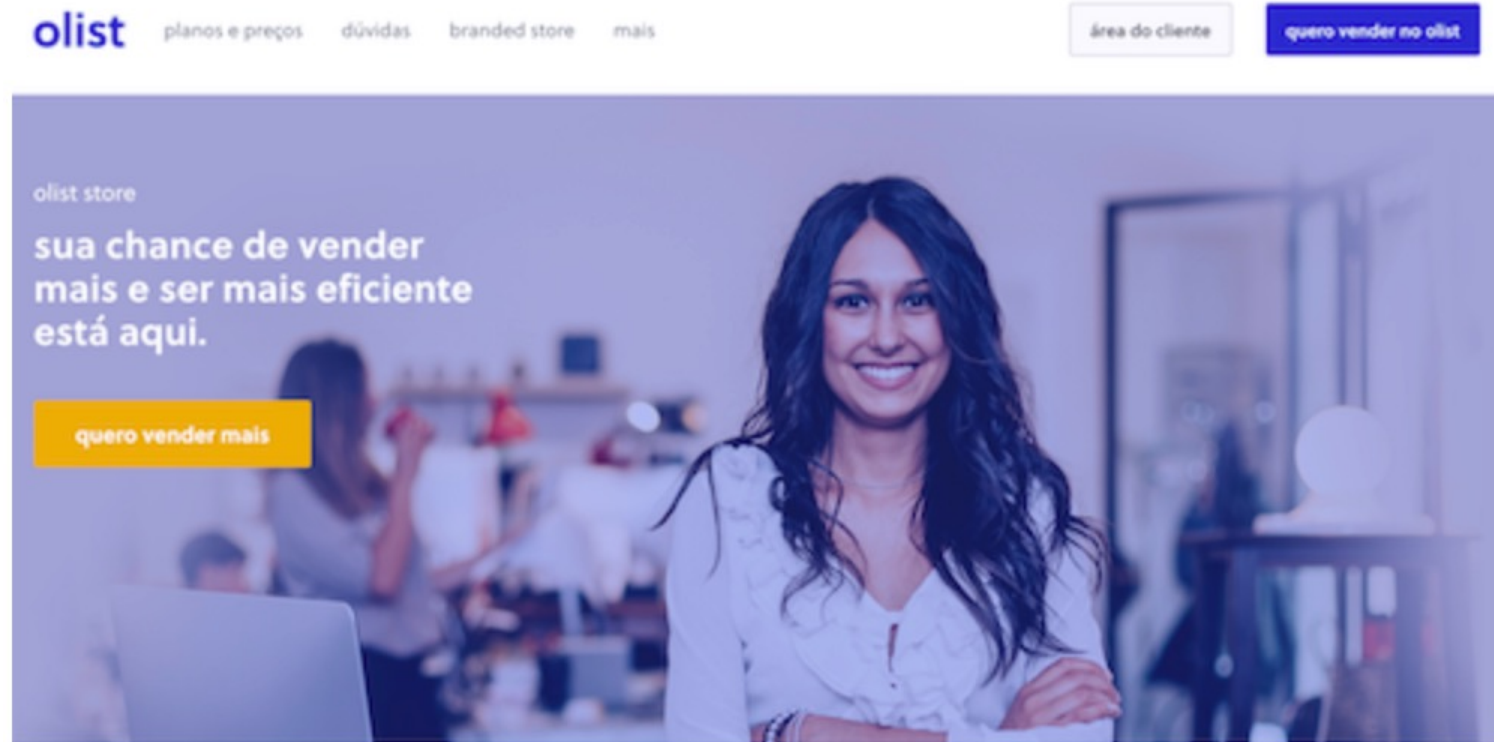 olist
planos e preços
dúvidas
branded store
mais
área do cliente
quero vender no olist
olist store
sua chance de vender
mais e ser mais eficiente
está aqui.
quero vender mais